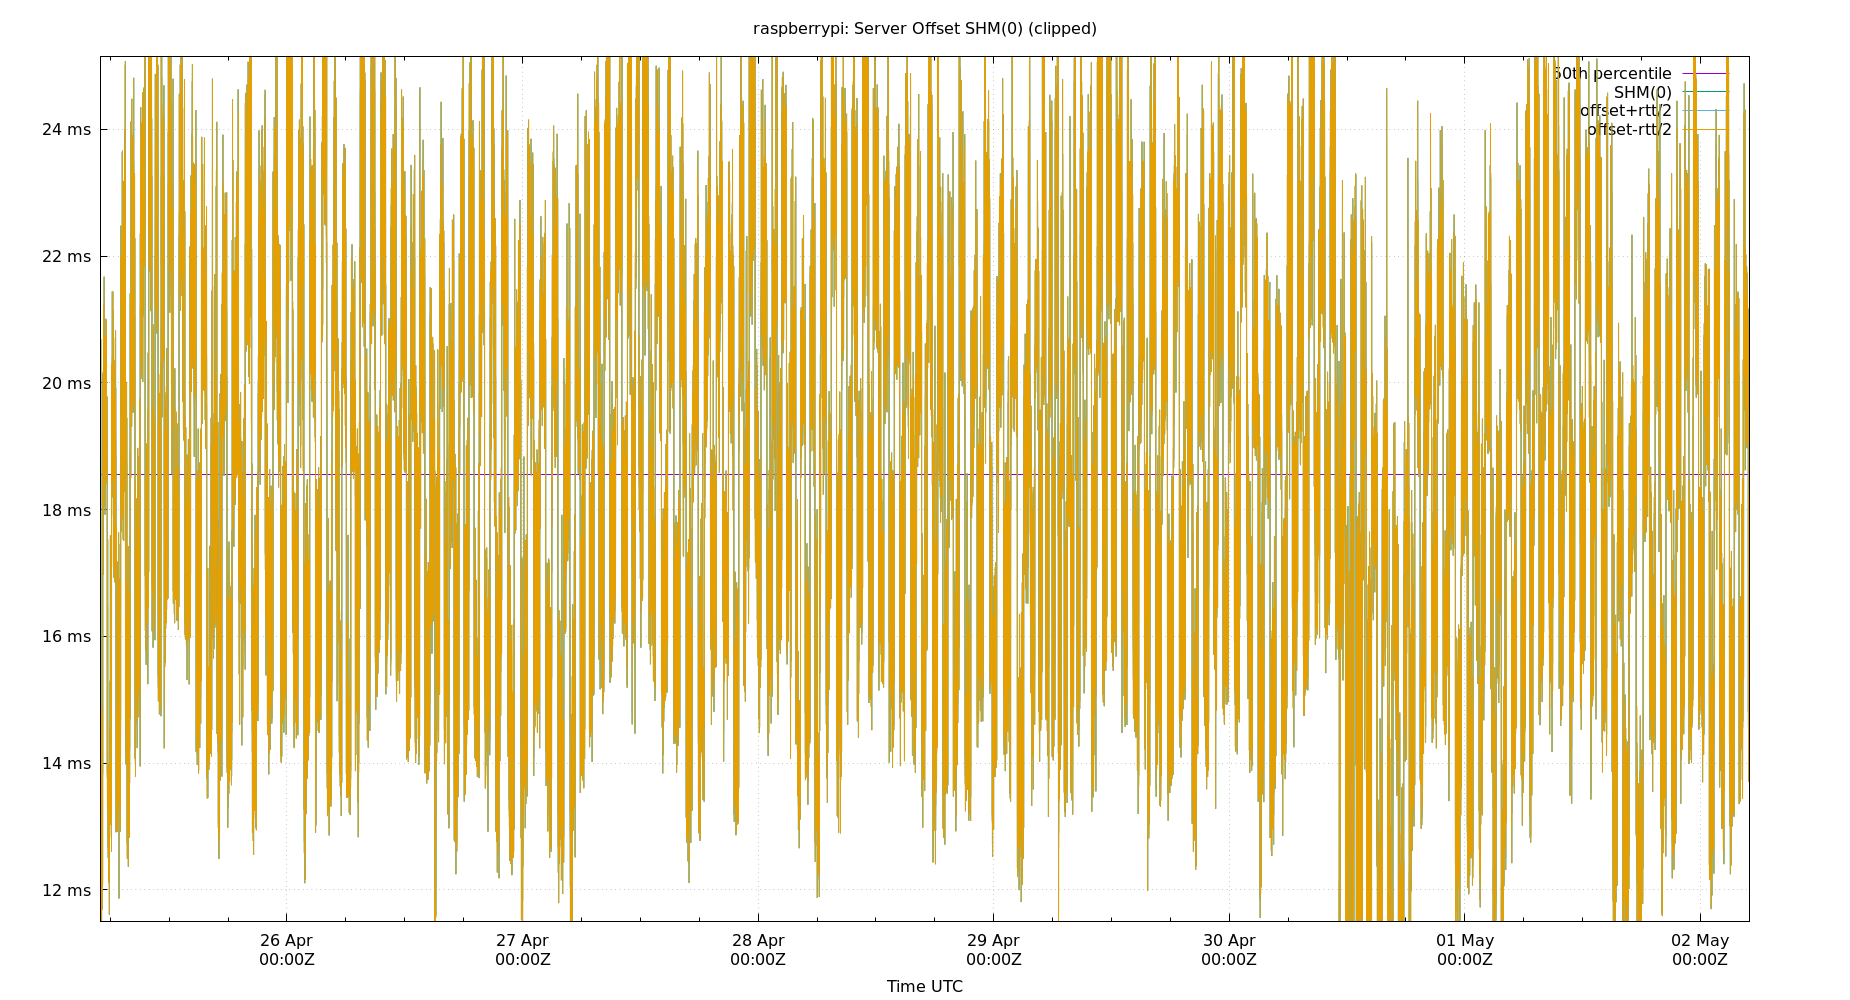 raspberrypi: Server Offset SHM(0) (clipped)
50th percentile
SHM(0)
offset+rtt/2
offset-rtt/2
24 ms
22 ms
20 ms
18 ms
16 ms
14 ms
12 ms
26 Apr 27 Apr 28 Apr 29 Apr 30 Apr 01 May 02 May
00:00Z 00:00Z 00:00Z 00:00Z 00:00Z 00:00Z 00:00Z
Time UTC